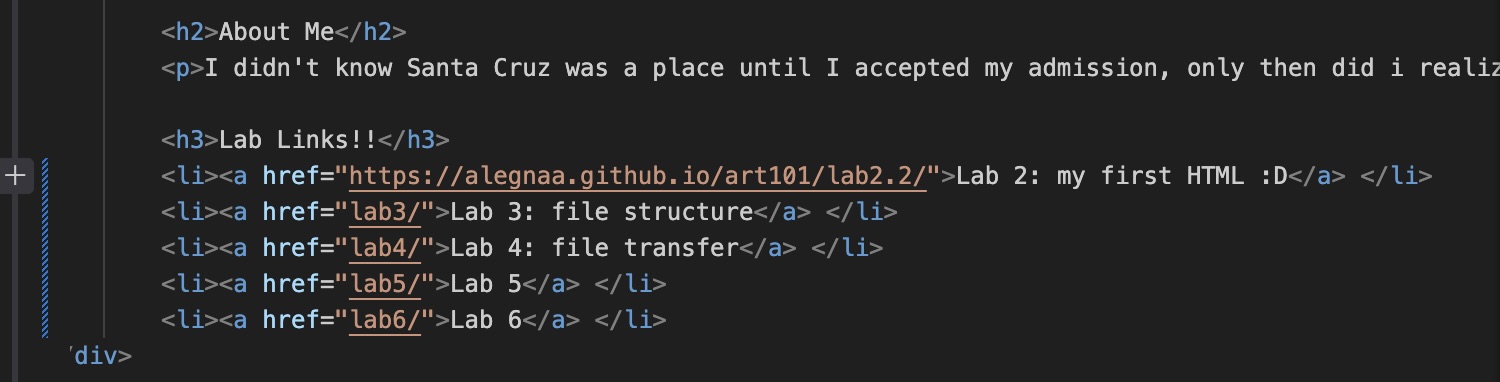 <h2>About Me</h2>
<p>I didn't know Santa Cruz was a place until I accepted my admission, only then did i realiz
<h3>Lab Links!!</h3>
<li><a href="https://alegnaa.github.io/art101/lab2.2/">Lab 2: my first HTML :D</a> </li>
<li><a href="lab3/">Lab 3: file structure</a> </li>
<li><a href="lab4/">Lab 4: file transfer</a> </li>
<li><a href="lab5/">Lab 5</a> </li>
<li><a href="lab6/">Lab 6</a> </li>
/div>